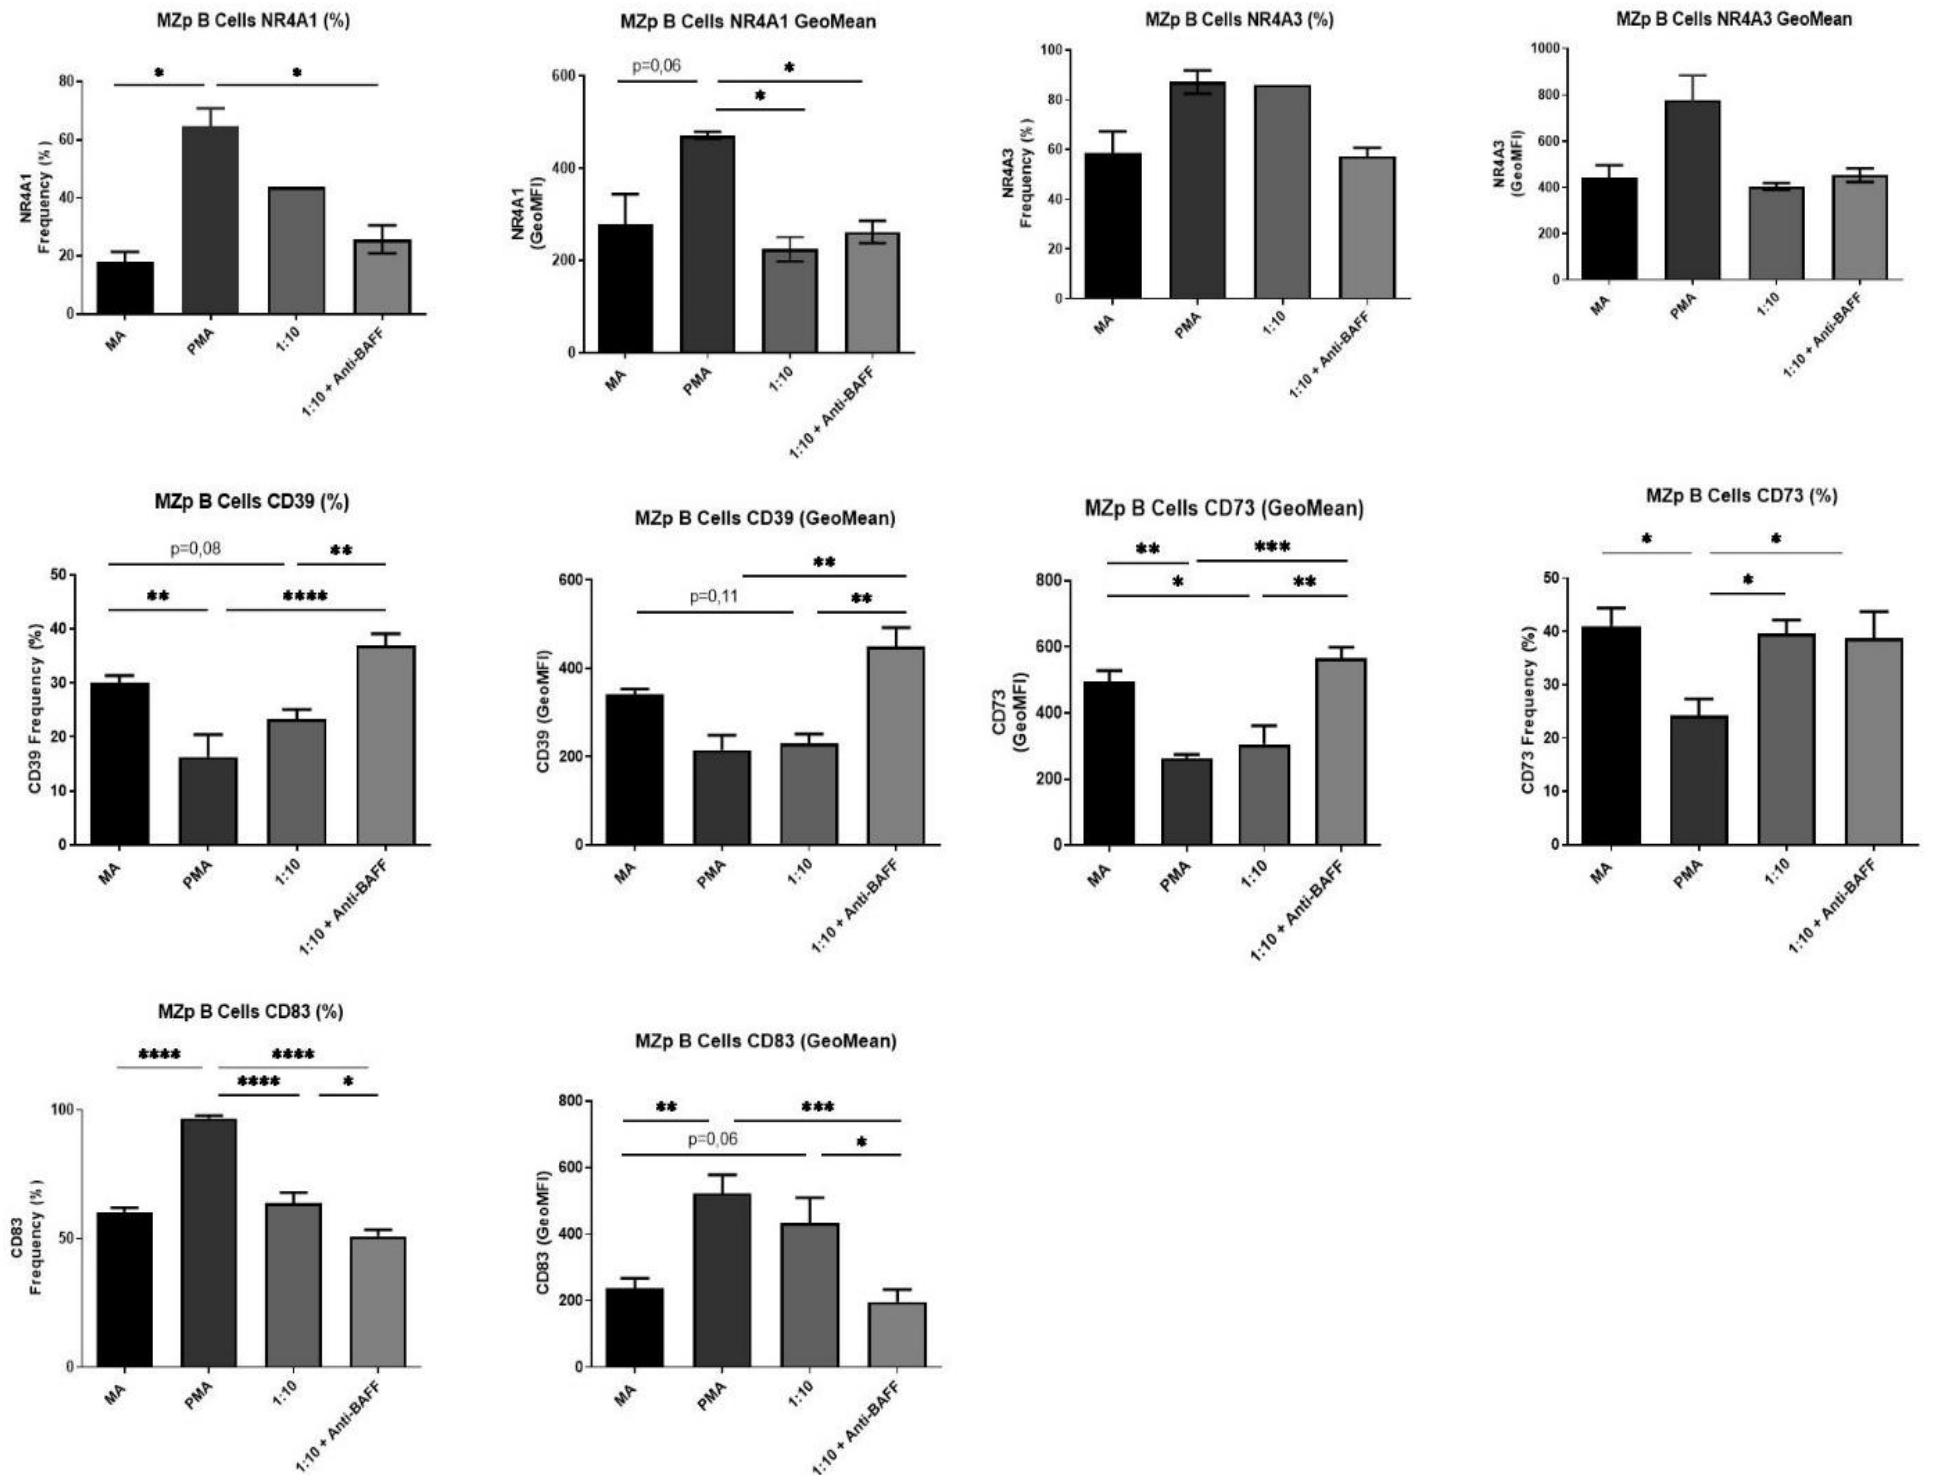 MZp B Cells NR4A1 (%)
* *
NR4A1
Frequency (%)
80
60
40
20
0
MA
PMA
1:10
1:10 + Anti-BAFF
MZp B Cells NR4A1 GeoMean
p=0,06 *
*
NR4A1
(GeoMFI)
600
400
200
0
MA
PMA
1:10
1:10 + Anti-BAFF
MZp B Cells NR4A3 (%)
NR4A3
Frequency (%)
100
80
60
40
20
0
MA
PMA
1:10
1:10 + Anti-BAFF
MZp B Cells NR4A3 GeoMean
NR4A3
(GeoMFI)
1000
800
600
400
200
0
MA
PMA
1:10
1:10 + Anti-BAFF
MZp B Cells CD39 (%)
p=0,08 **
** ****
CD39 Frequency (%)
50
40
30
20
10
0
MA
PMA
1:10
1:10 + Anti-BAFF
MZp B Cells CD39 (GeoMean)
**
p=0,11 **
CD39 (GeoMFI)
600
400
200
0
MA
PMA
1:10
1:10 + Anti-BAFF
MZp B Cells CD73 (GeoMean)
** ***
* **
CD73
(GeoMFI)
800
600
400
200
0
MA
PMA
1:10
1:10 + Anti-BAFF
MZp B Cells CD73 (%)
* *
*
CD73 Frequency (%)
50
40
30
20
10
0
MA
PMA
1:10
1:10 + Anti-BAFF
MZp B Cells CD83 (%)
**** ****
**** *
CD83
Frequency (%)
100
50
0
MA
PMA
1:10
1:10 + Anti-BAFF
MZp B Cells CD83 (GeoMean)
** ***
p=0,06 *
CD83 (GeoMFI)
800
600
400
200
0
MA
PMA
1:10
1:10 + Anti-BAFF